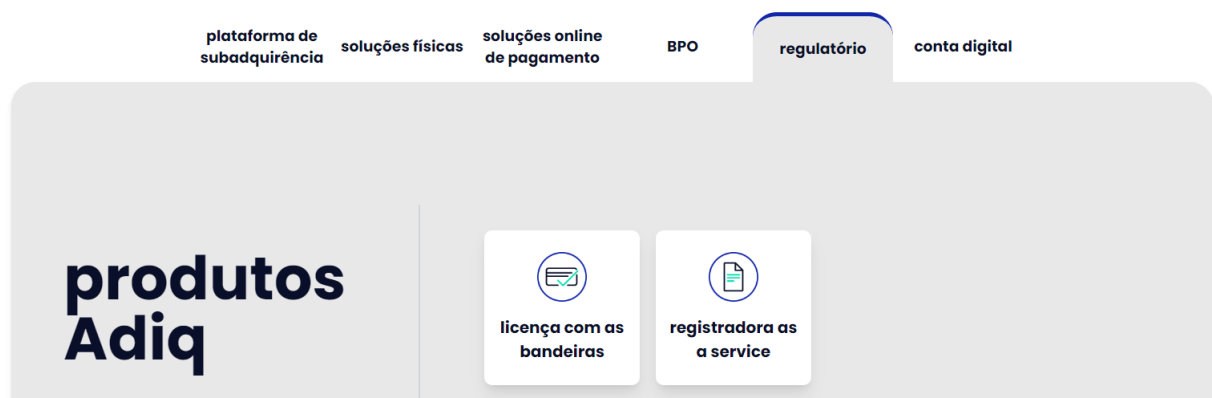 plataforma de
subadquirência
soluções físicas
soluções online
de pagamento
BPO
regulatório
conta digital
produtos
Adiq
licença com as
bandeiras
registradora as
a service